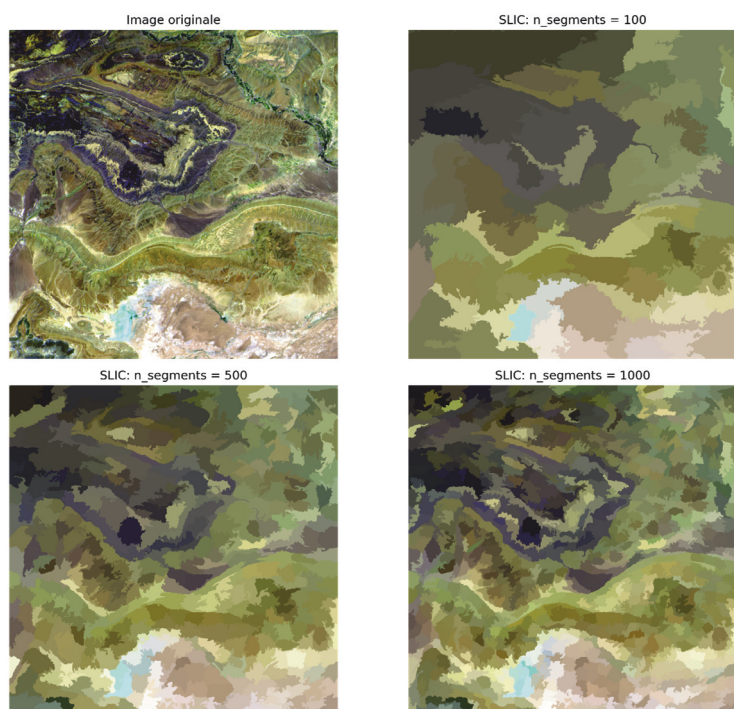 Image originale
SLIC: n_segments = 100
SLIC: n_segments = 500
SLIC: n_segments = 1000